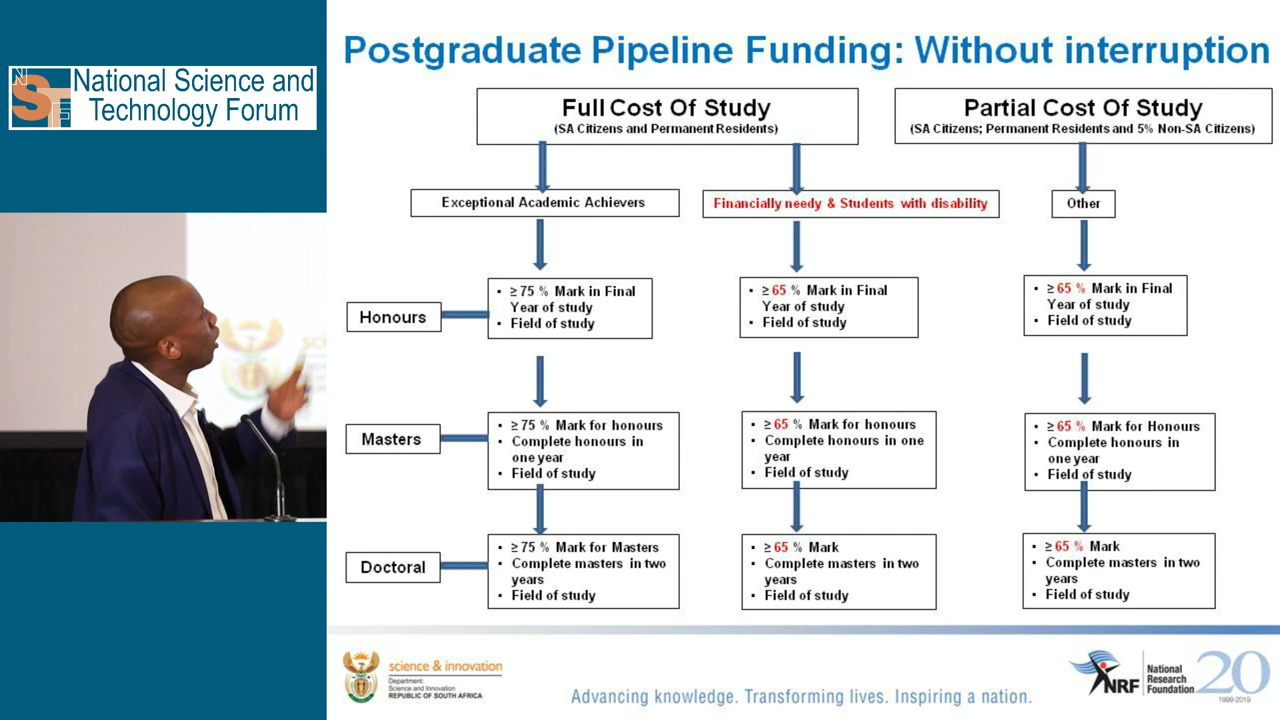 National Science and
Technology Forum
NSTF
Postgraduate Pipeline Funding: Without interruption
Full Cost Of Study
(SA Citizens and Permanent Residents)
Partial Cost Of Study
(SA Citizens; Permanent Residents and 5% Non-SA Citizens)
Exceptional Academic Achievers
Financially needy & Students with disability
Other
Honours
▪ ≥ 75 % Mark in Final
Year of study
▪ Field of study
▪ ≥ 65 % Mark in Final
Year of study
▪ Field of study
▪ ≥ 65 % Mark in Final
Year of study
▪ Field of study
Masters
▪ ≥ 75 % Mark for honours
▪ Complete honours in
one year
▪ Field of study
▪ ≥ 65 % Mark for honours
▪ Complete honours in one
year
▪ Field of study
▪ ≥ 65 % Mark for Honours
▪ Complete honours in
one year
▪ Field of study
Doctoral
▪ ≥ 75 % Mark for Masters
▪ Complete masters in two
years
▪ Field of study
▪ ≥ 65 % Mark
▪ Complete masters in two
years
▪ Field of study
▪ ≥ 65 % Mark
▪ Complete masters in two
years
▪ Field of study
science & innovation
Department:
Science and Innovation
REPUBLIC OF SOUTH AFRICA
Advancing knowledge. Transforming lives. Inspiring a nation.
NRF
National
Research
Foundation
20
1999-2019